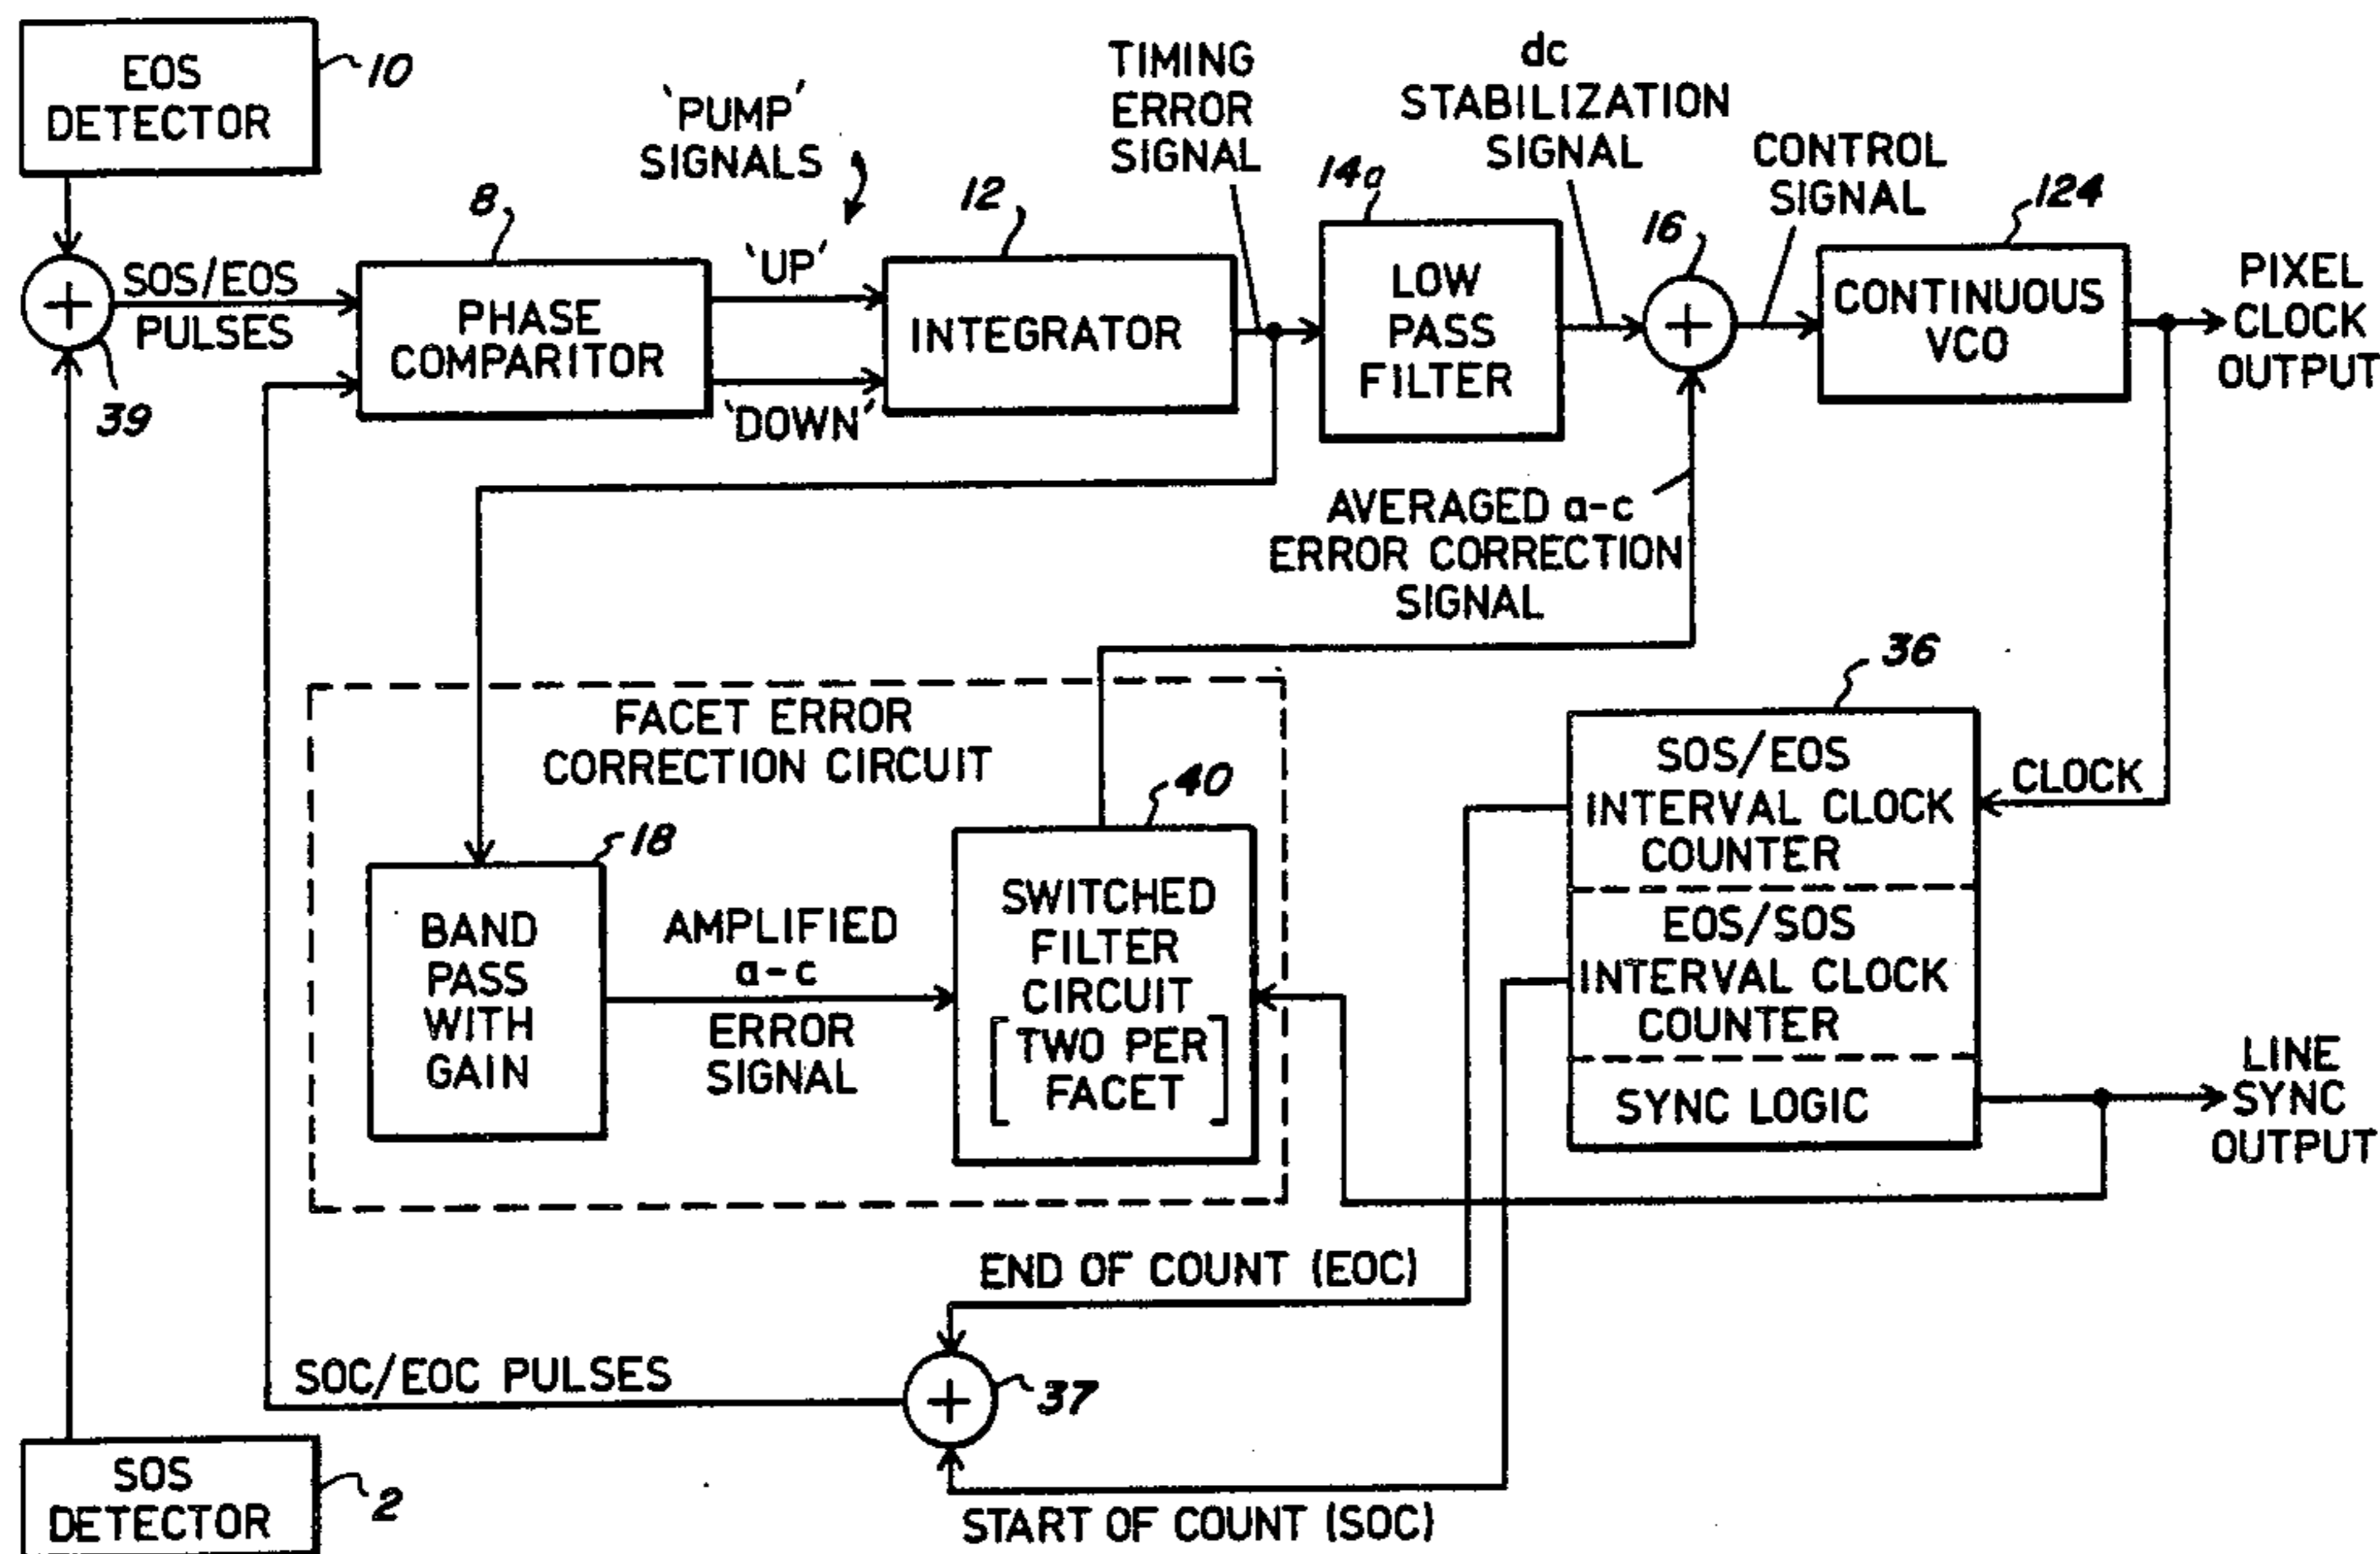 EOS
DETECTOR
10
'PUMP'
SIGNALS
TIMING
ERROR
SIGNAL
dc
STABILIZATION
SIGNAL
CONTROL
SIGNAL
39
SOS/EOS
PULSES
8
PHASE
COMPARITOR
'UP'
'DOWN'
12
INTEGRATOR
14a
LOW
PASS
FILTER
16
124
CONTINUOUS
VCO
PIXEL
CLOCK
OUTPUT
AVERAGED a-c
ERROR CORRECTION
SIGNAL
FACET ERROR
CORRECTION CIRCUIT
18
BAND
PASS
WITH
GAIN
AMPLIFIED
a-c
ERROR
SIGNAL
40
SWITCHED
FILTER
CIRCUIT
[TWO PER
FACET]
36
SOS/EOS
INTERVAL CLOCK
COUNTER
CLOCK
EOS/SOS
INTERVAL CLOCK
COUNTER
SYNC LOGIC
LINE
SYNC
OUTPUT
END OF COUNT (EOC)
SOC/EOC PULSES
37
START OF COUNT (SOC)
SOS
DETECTOR
2